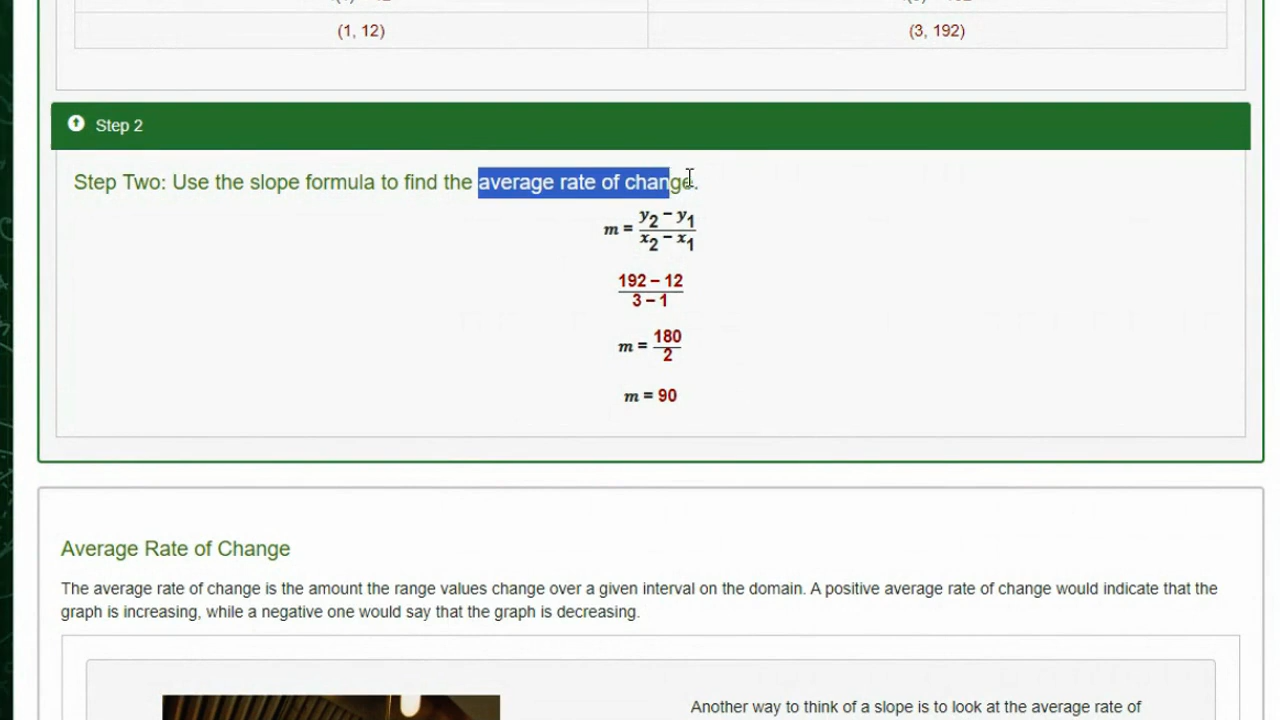 (1, 12) (3, 192)
Step 2
Step Two: Use the slope formula to find the average rate of change.
m = y2 − y1 / x2 − x1
192 − 12 / 3 − 1
m = 180 / 2
m = 90
Average Rate of Change
The average rate of change is the amount the range values change over a given interval on the domain. A positive average rate of change would indicate that the
graph is increasing, while a negative one would say that the graph is decreasing.
Another way to think of a slope is to look at the average rate of